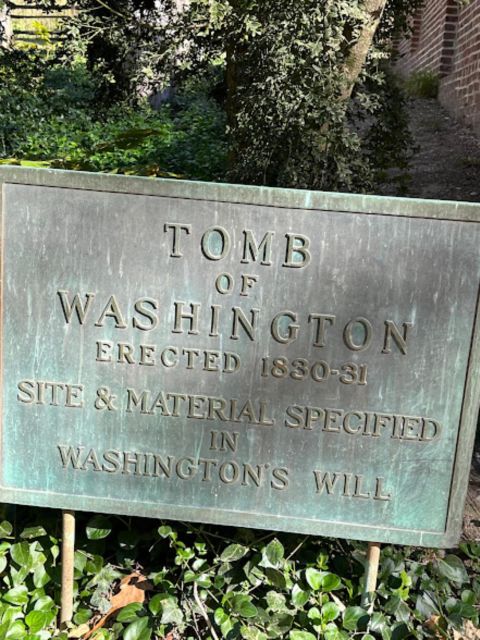 TOMB
OF
WASHINGTON
ERECTED 1830-31
SITE & MATERIAL SPECIFIED
IN
WASHINGTON'S WILL